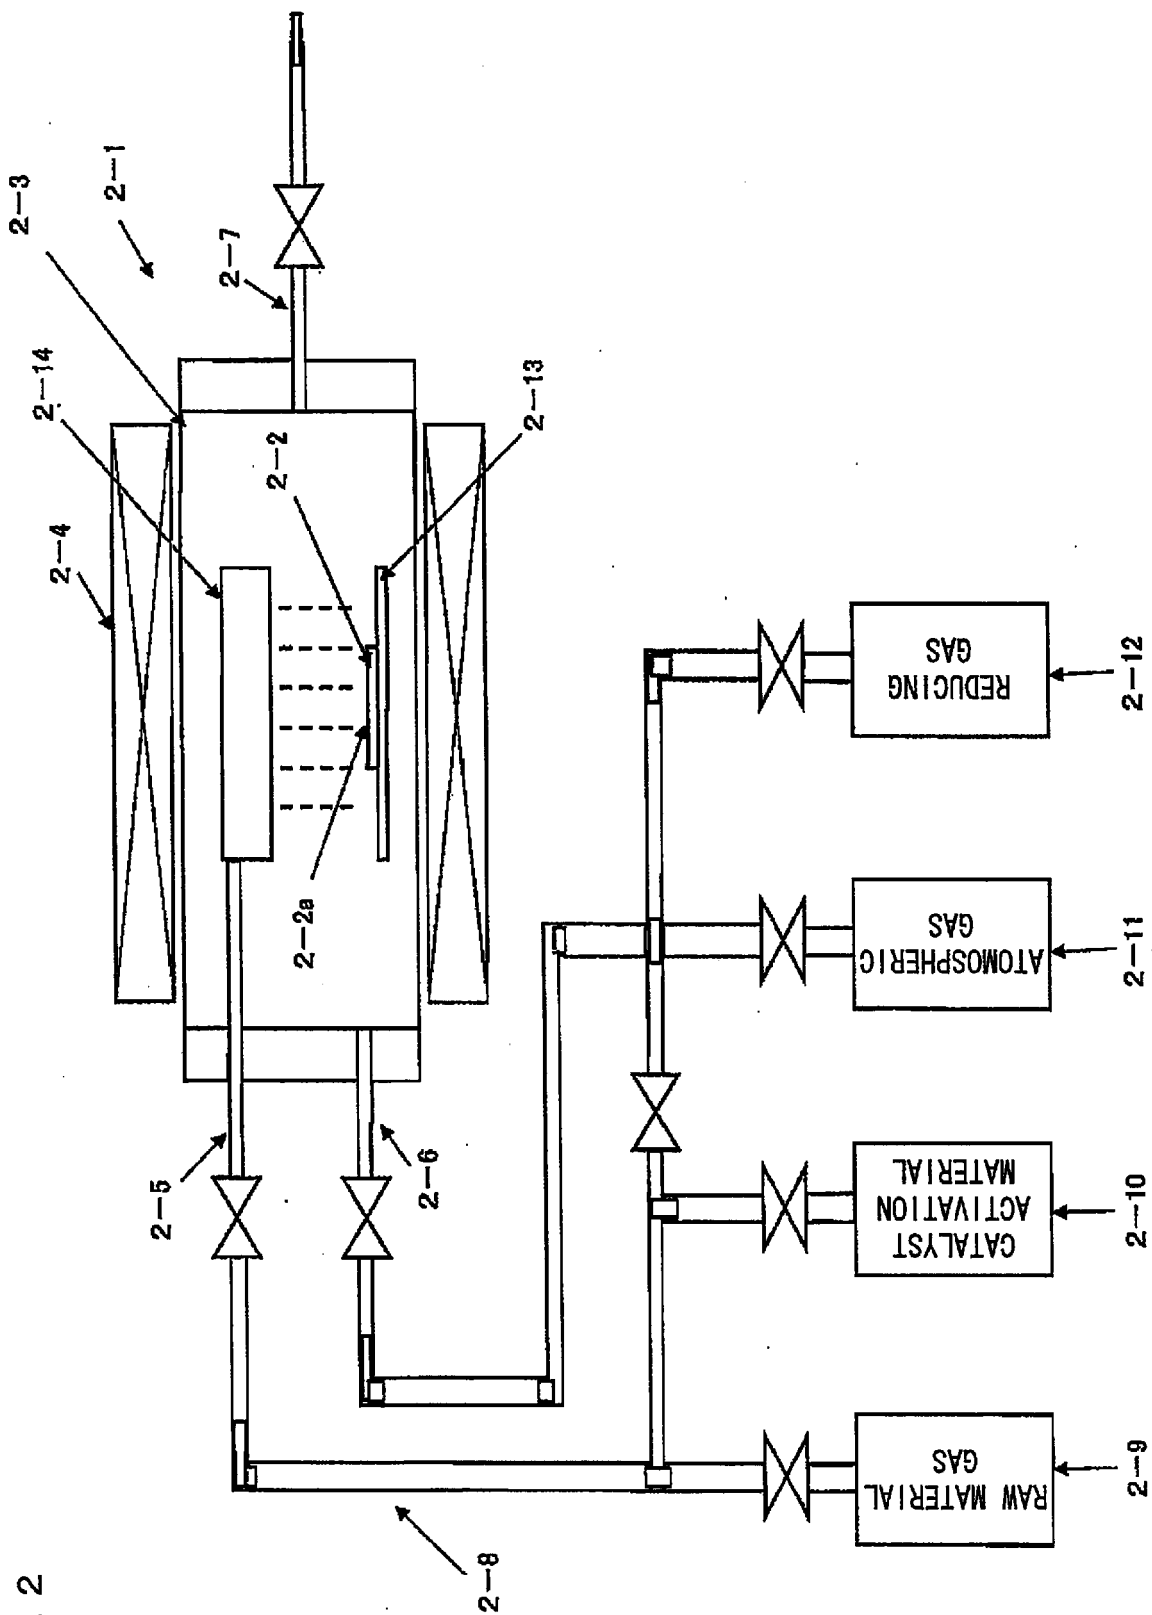 2
2-1
2-3
2-7
2-14
2-13
2-2
2-4
2-2a
2-5
2-6
2-8
REDUCING
GAS
2-12
ATOMOSPHERIC
GAS
2-11
CATALYST
ACTIVATION
MATERIAL
2-10
RAW MATERIAL
GAS
2-9